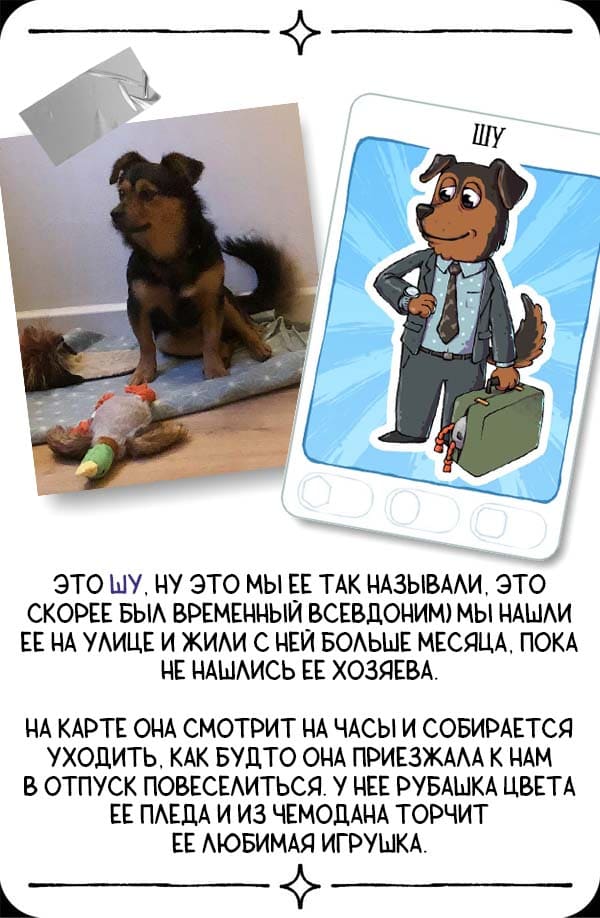 ШУ
ЭТО ШУ, НУ ЭТО МЫ ЕЕ ТАК НАЗЫВАЛИ, ЭТО
СКОРЕЕ БЫЛ ВРЕМЕННЫЙ ВСЕВДОНИМ) МЫ НАШЛИ
ЕЕ НА УЛИЦЕ И ЖИЛИ С НЕЙ БОЛЬШЕ МЕСЯЦА, ПОКА
НЕ НАШЛИСЬ ЕЕ ХОЗЯЕВА.
НА КАРТЕ ОНА СМОТРИТ НА ЧАСЫ И СОБИРАЕТСЯ
УХОДИТЬ, КАК БУДТО ОНА ПРИЕЗЖАЛА К НАМ
В ОТПУСК ПОВЕСЕЛИТЬСЯ. У НЕЕ РУБАШКА ЦВЕТА
ЕЕ ПЛЕДА И ИЗ ЧЕМОДАНА ТОРЧИТ
ЕЕ ЛЮБИМАЯ ИГРУШКА.